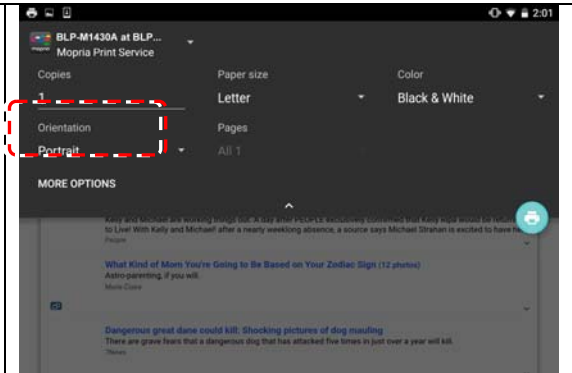 2:01
BLP-M1430A at BLP...
mopria
Mopria Print Service
Copies
Paper size
Color
1
Letter
Black & White
Orientation
Pages
Portrait
All 1
MORE OPTIONS
Kelly and Michael are working things out. A day after PEOPLE exclusively confirmed that Kelly Ripa would be
to Live! With Kelly and Michael! after a nearly weeklong absence, a source says Michael Strahan is excited to have
People
What Kind of Mom You're Going to Be Based on Your Zodiac Sign (12 photos)
Astro-parenting, if you will.
Dangerous great dane could kill: Shocking pictures of dog mauling
There are grave fears that a dangerous dog that has attacked five times in just over a year will kill.
7News